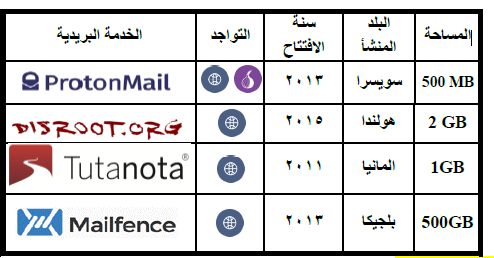 الخدمة البريدية التواجد سنة الافتتاح البلد المنشأ المساحة
ProtonMail ٢٠١٣ سويسرا 500 MB
DISROOT.ORG ٢٠١٥ هولندا 2 GB
Tutanota® ٢٠١١ المانيا 1GB
Mailfence ٢٠١٣ بلجيكا 500GB